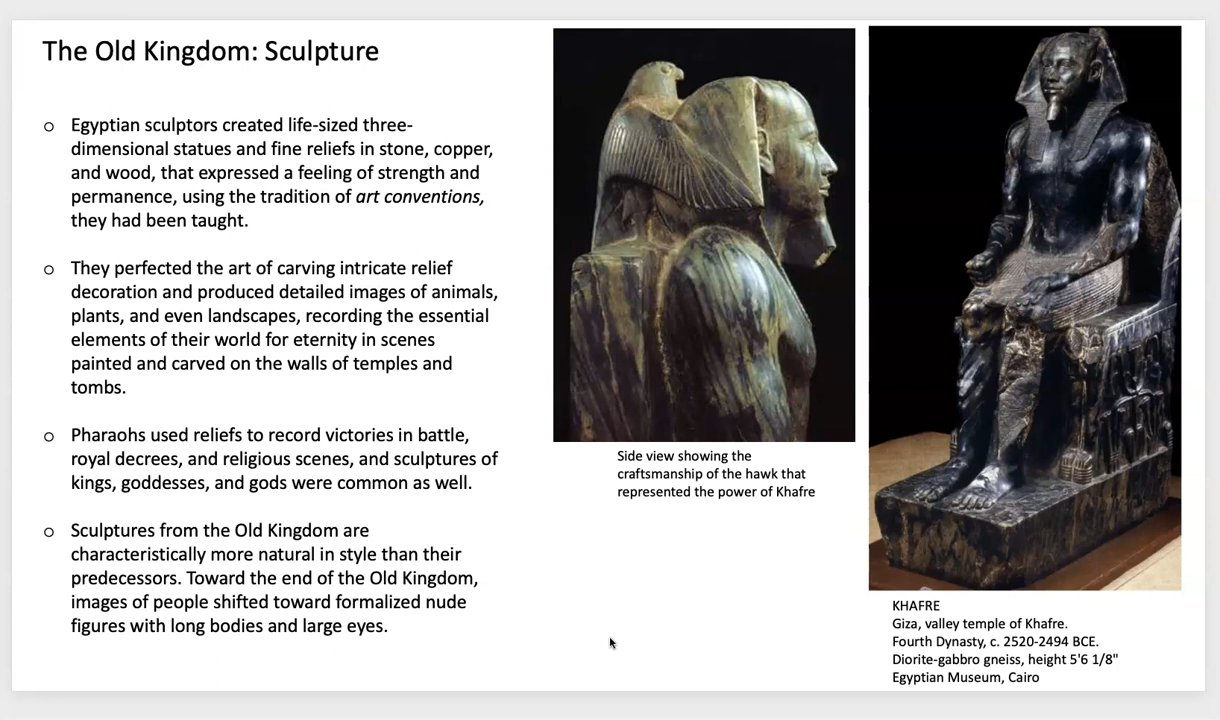 The Old Kingdom: Sculpture
o Egyptian sculptors created life-sized three-
dimensional statues and fine reliefs in stone, copper,
and wood, that expressed a feeling of strength and
permanence, using the tradition of art conventions,
they had been taught.
o They perfected the art of carving intricate relief
decoration and produced detailed images of animals,
plants, and even landscapes, recording the essential
elements of their world for eternity in scenes
painted and carved on the walls of temples and
tombs.
o Pharaohs used reliefs to record victories in battle,
royal decrees, and religious scenes, and sculptures of
kings, goddesses, and gods were common as well.
o Sculptures from the Old Kingdom are
characteristically more natural in style than their
predecessors. Toward the end of the Old Kingdom,
images of people shifted toward formalized nude
figures with long bodies and large eyes.
Side view showing the
craftsmanship of the hawk that
represented the power of Khafre
KHAFRE
Giza, valley temple of Khafre.
Fourth Dynasty, c. 2520-2494 BCE.
Diorite-gabbro gneiss, height 5'6 1/8"
Egyptian Museum, Cairo